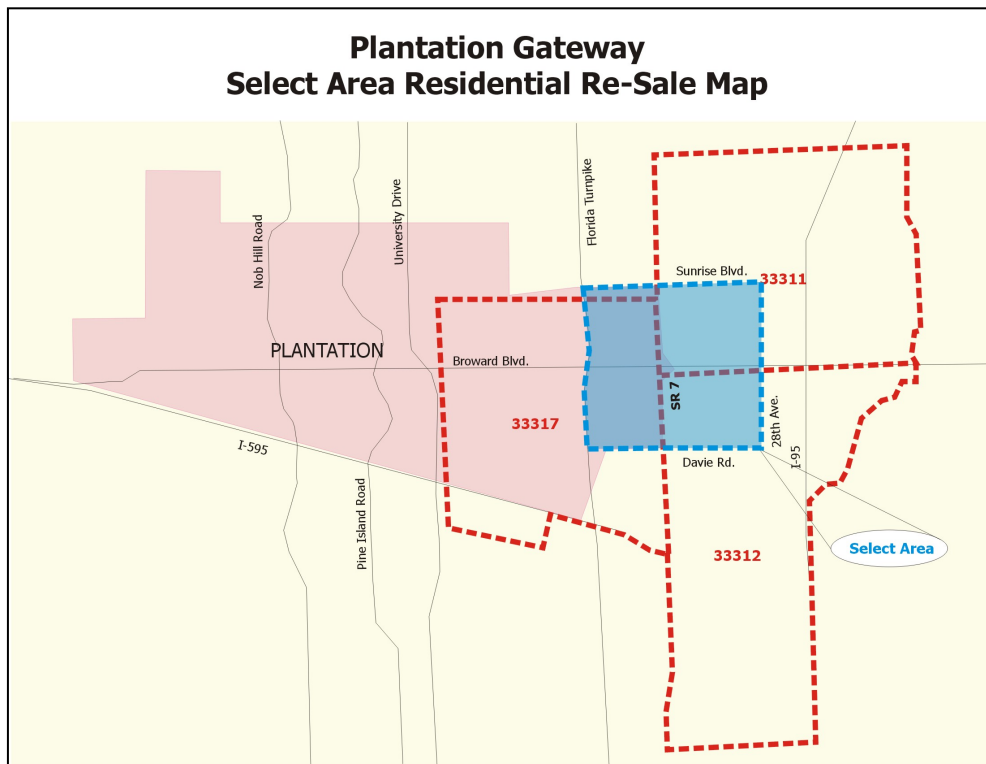 Plantation Gateway
Select Area Residential Re-Sale Map
Nob Hill Road
University Drive
Florida Turnpike
Sunrise Blvd.
33311
PLANTATION
Broward Blvd.
SR 7
28th Ave.
I-95
33317
I-595
Davie Rd.
Pine Island Road
33312
Select Area